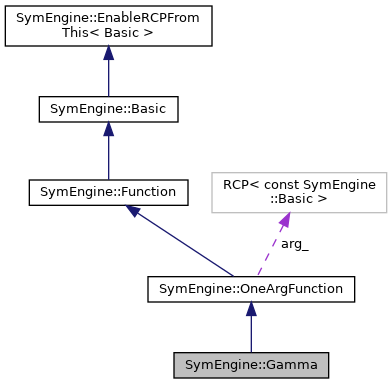 SymEngine::EnableRCPFrom
This< Basic >
SymEngine::Basic
SymEngine::Function
RCP< const SymEngine
::Basic >
arg_
SymEngine::OneArgFunction
SymEngine::Gamma